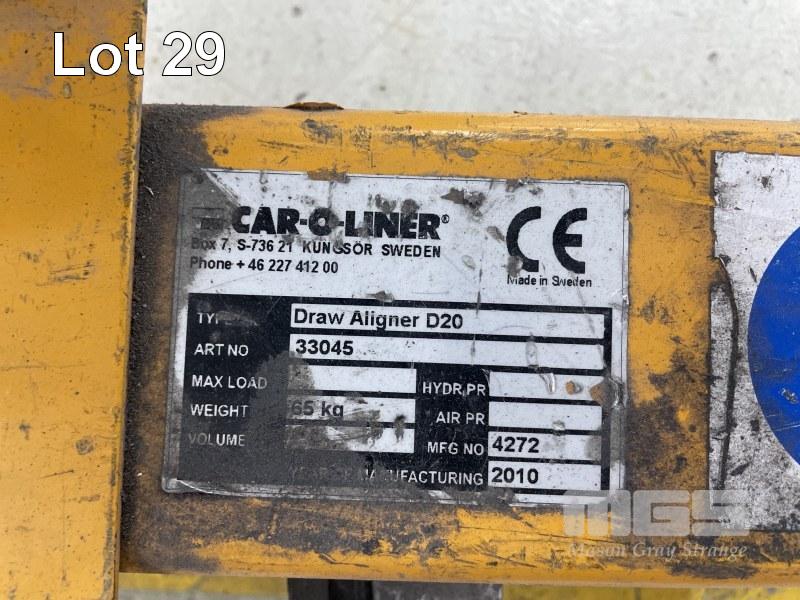 Lot 29
CAR-O-LINER®
Box 7, S-736 21 KUNGSÖR SWEDEN
Phone + 46 227 412 00
CE
Made in Sweden
TYPE Draw Aligner D20
ART NO 33045
MAX LOAD HYDR PR
WEIGHT 65 kg AIR PR
VOLUME MFG NO 4272
MANUFACTURING 2010
MGS
Mason Gray Strange